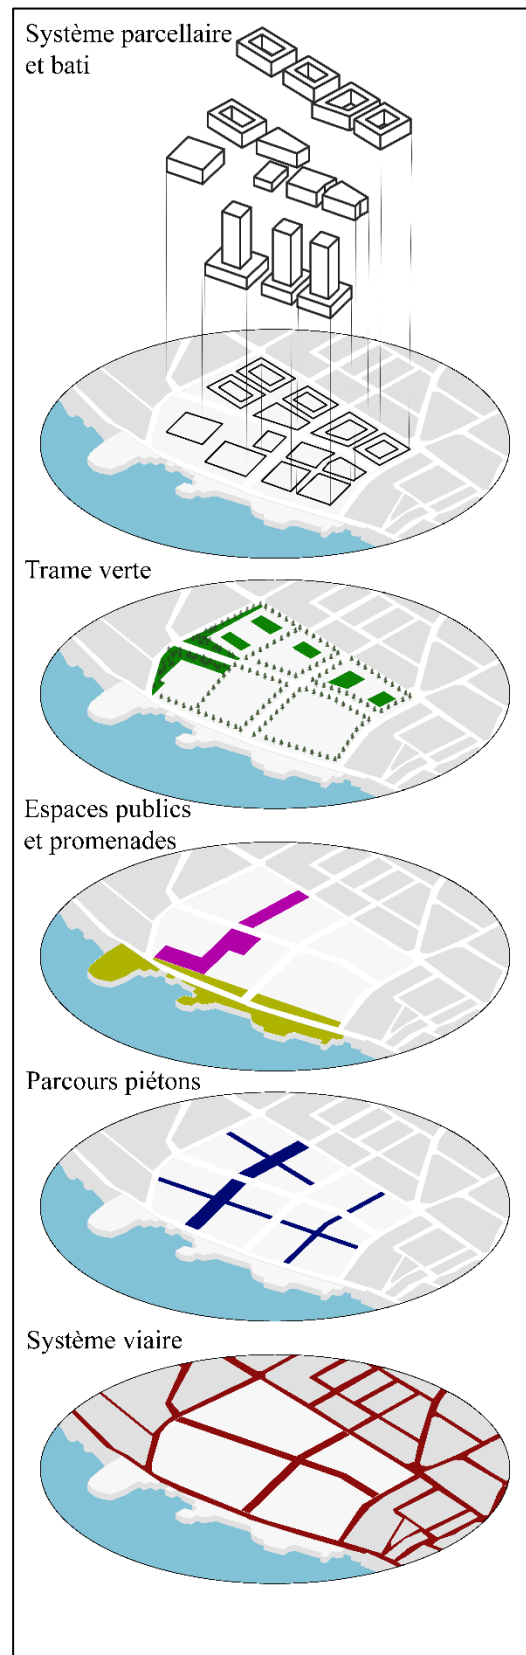 Système parcellaire
et bati
Trame verte
Espaces publics
et promenades
Parcours piétons
Système viaire